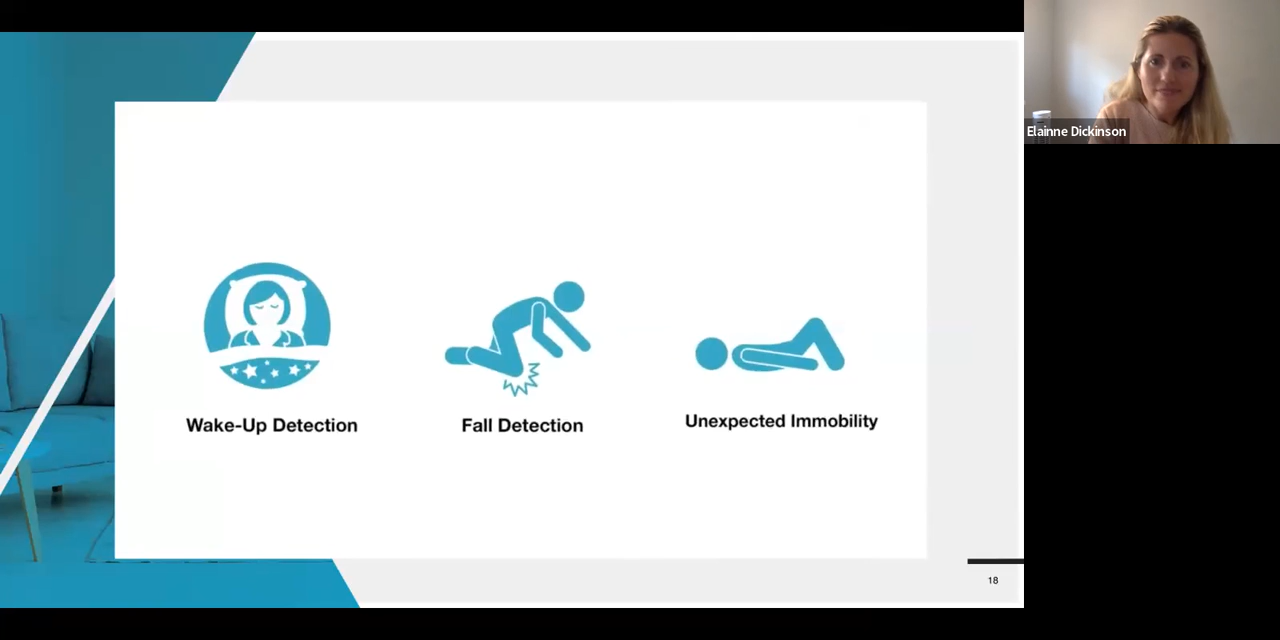 Elainne Dickinson
Wake-Up Detection
Fall Detection
Unexpected Immobility
18